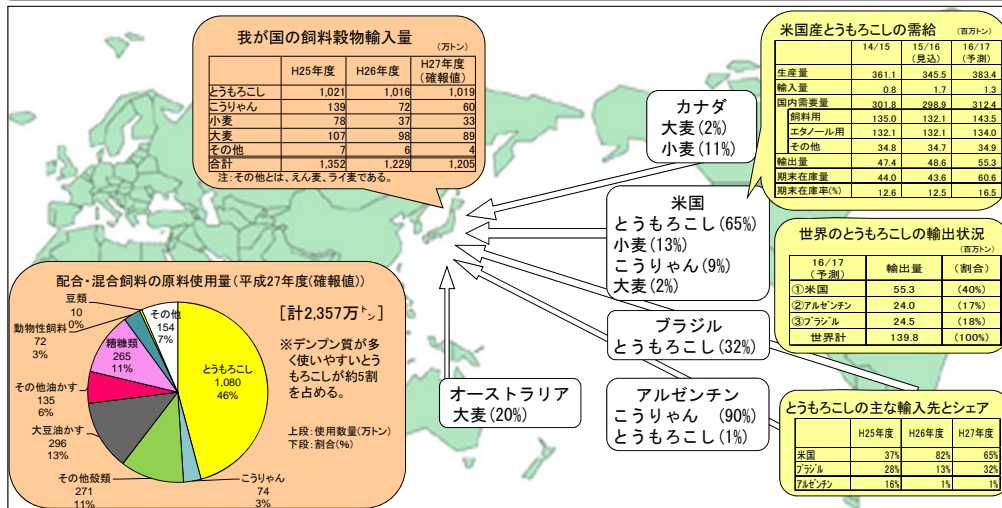 我が国の飼料穀物輸入量
(万トン)
H25年度 H26年度 H27年度(確報値)
とうもろこし 1,021 1,016 1,019
こうりゃん 139 72 60
小麦 78 37 33
大麦 107 98 89
その他 7 6 4
合計 1,352 1,229 1,205
注:その他とは、えん麦、ライ麦である。
米国産とうもろこしの需給
(百万トン)
14/15 15/16(見込) 16/17(予測)
生産量 361.1 345.5 383.4
輸入量 0.8 1.7 1.3
国内需要量 301.8 298.9 312.4
飼料用 135.0 132.1 143.5
エタノール用 132.1 132.1 134.0
その他 34.8 34.7 34.9
輸出量 47.4 48.6 55.3
期末在庫量 44.0 43.6 60.6
期末在庫率(%) 12.6 12.5 16.5
カナダ
大麦(2%)
小麦(11%)
米国
とうもろこし(65%)
小麦(13%)
こうりゃん(9%)
大麦(2%)
ブラジル
とうもろこし(32%)
アルゼンチン
こうりゃん (90%)
とうもろこし(1%)
オーストラリア
大麦(20%)
世界のとうもろこしの輸出状況
(百万トン)
16/17(予測) 輸出量 (割合)
①米国 55.3 (40%)
②アルゼンチン 24.0 (17%)
③ブラジル 24.5 (18%)
世界計 139.8 (100%)
とうもろこしの主な輸入先とシェア
H25年度 H26年度 H27年度
米国 37% 82% 65%
ブラジル 28% 13% 32%
アルゼンチン 16% 1% 1%
配合・混合飼料の原料使用量(平成27年度(確報値))
[計2,357万トン]
※デンプン質が多
く使いやすいとう
もろこしが約5割
を占める。
上段:使用数量(万トン)
下段:割合(%)
とうもろこし
1,080
46%
こうりゃん
74
3%
その他穀類
271
11%
大豆油かす
296
13%
その他油かす
135
6%
糟糠類
265
11%
動物性飼料
72
3%
豆類
10
0%
その他
154
7%